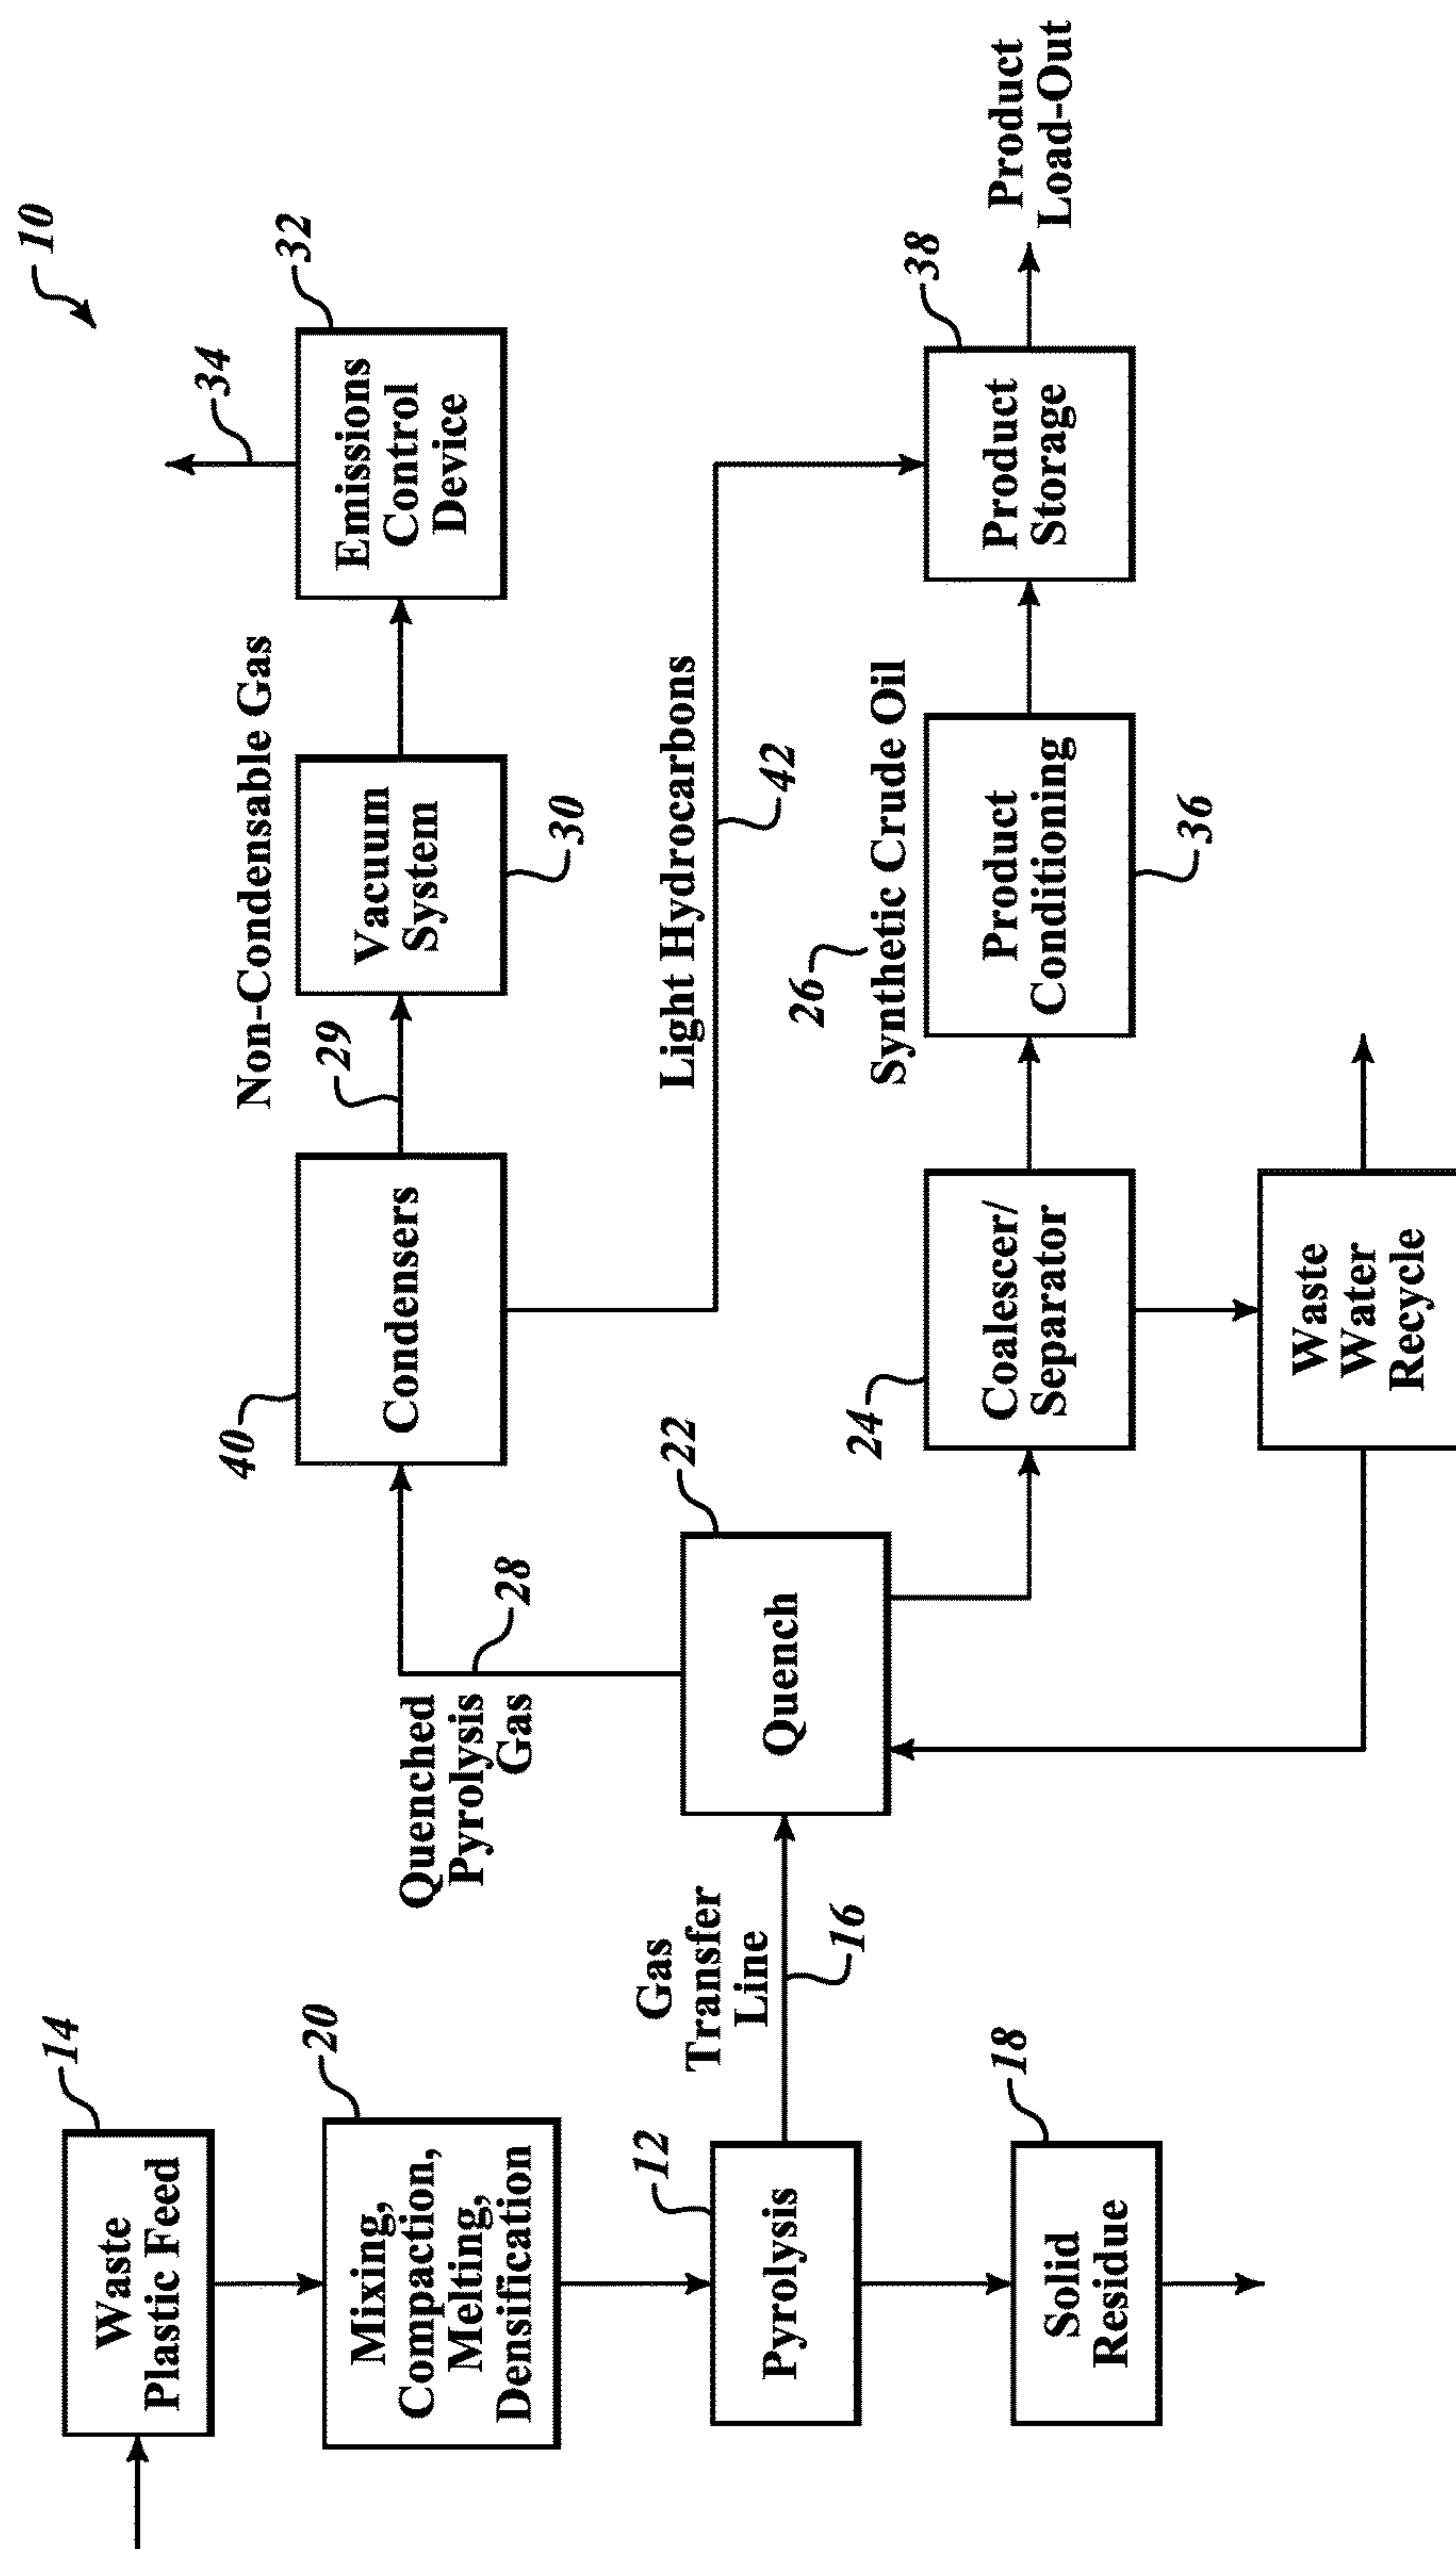 10
14
Waste
Plastic Feed
20
Mixing,
Compaction,
Melting,
Densification
12
Pyrolysis
18
Solid
Residue
Gas
Transfer
Line
16
Quenched
Pyrolysis
Gas
28
22
Quench
40
Condensers
29
Non-Condensable Gas
Vacuum
System
30
32
Emissions
Control
Device
34
Light Hydrocarbons
42
24
Coalescer/
Separator
26
Synthetic Crude Oil
Product
Conditioning
36
38
Product
Storage
Product
Load-Out
Waste
Water
Recycle